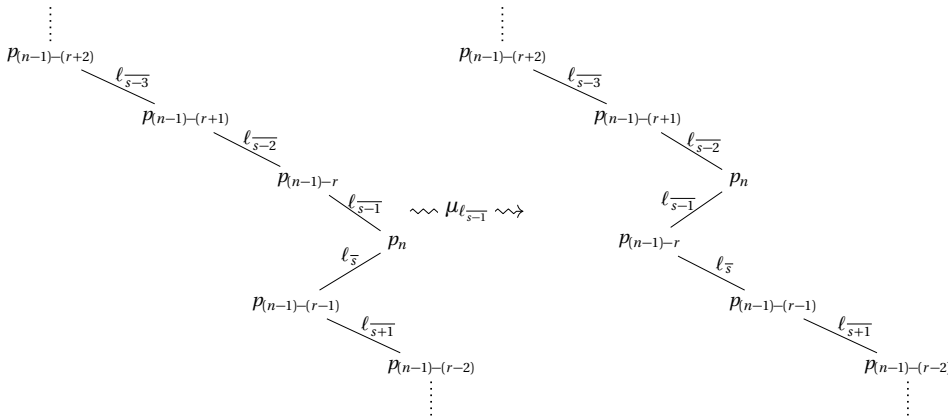 p_{(n−1)−(r+2)}
ℓ_{\overline{s−3}}
p_{(n−1)−(r+1)}
ℓ_{\overline{s−2}}
p_{(n−1)−r}
ℓ_{\overline{s−1}}
p_n
ℓ_{\overline{s}}
p_{(n−1)−(r−1)}
ℓ_{\overline{s+1}}
p_{(n−1)−(r−2)}
μ_{ℓ_{\overline{s−1}}}
p_{(n−1)−(r+2)}
ℓ_{\overline{s−3}}
p_{(n−1)−(r+1)}
ℓ_{\overline{s−2}}
p_n
ℓ_{\overline{s−1}}
p_{(n−1)−r}
ℓ_{\overline{s}}
p_{(n−1)−(r−1)}
ℓ_{\overline{s+1}}
p_{(n−1)−(r−2)